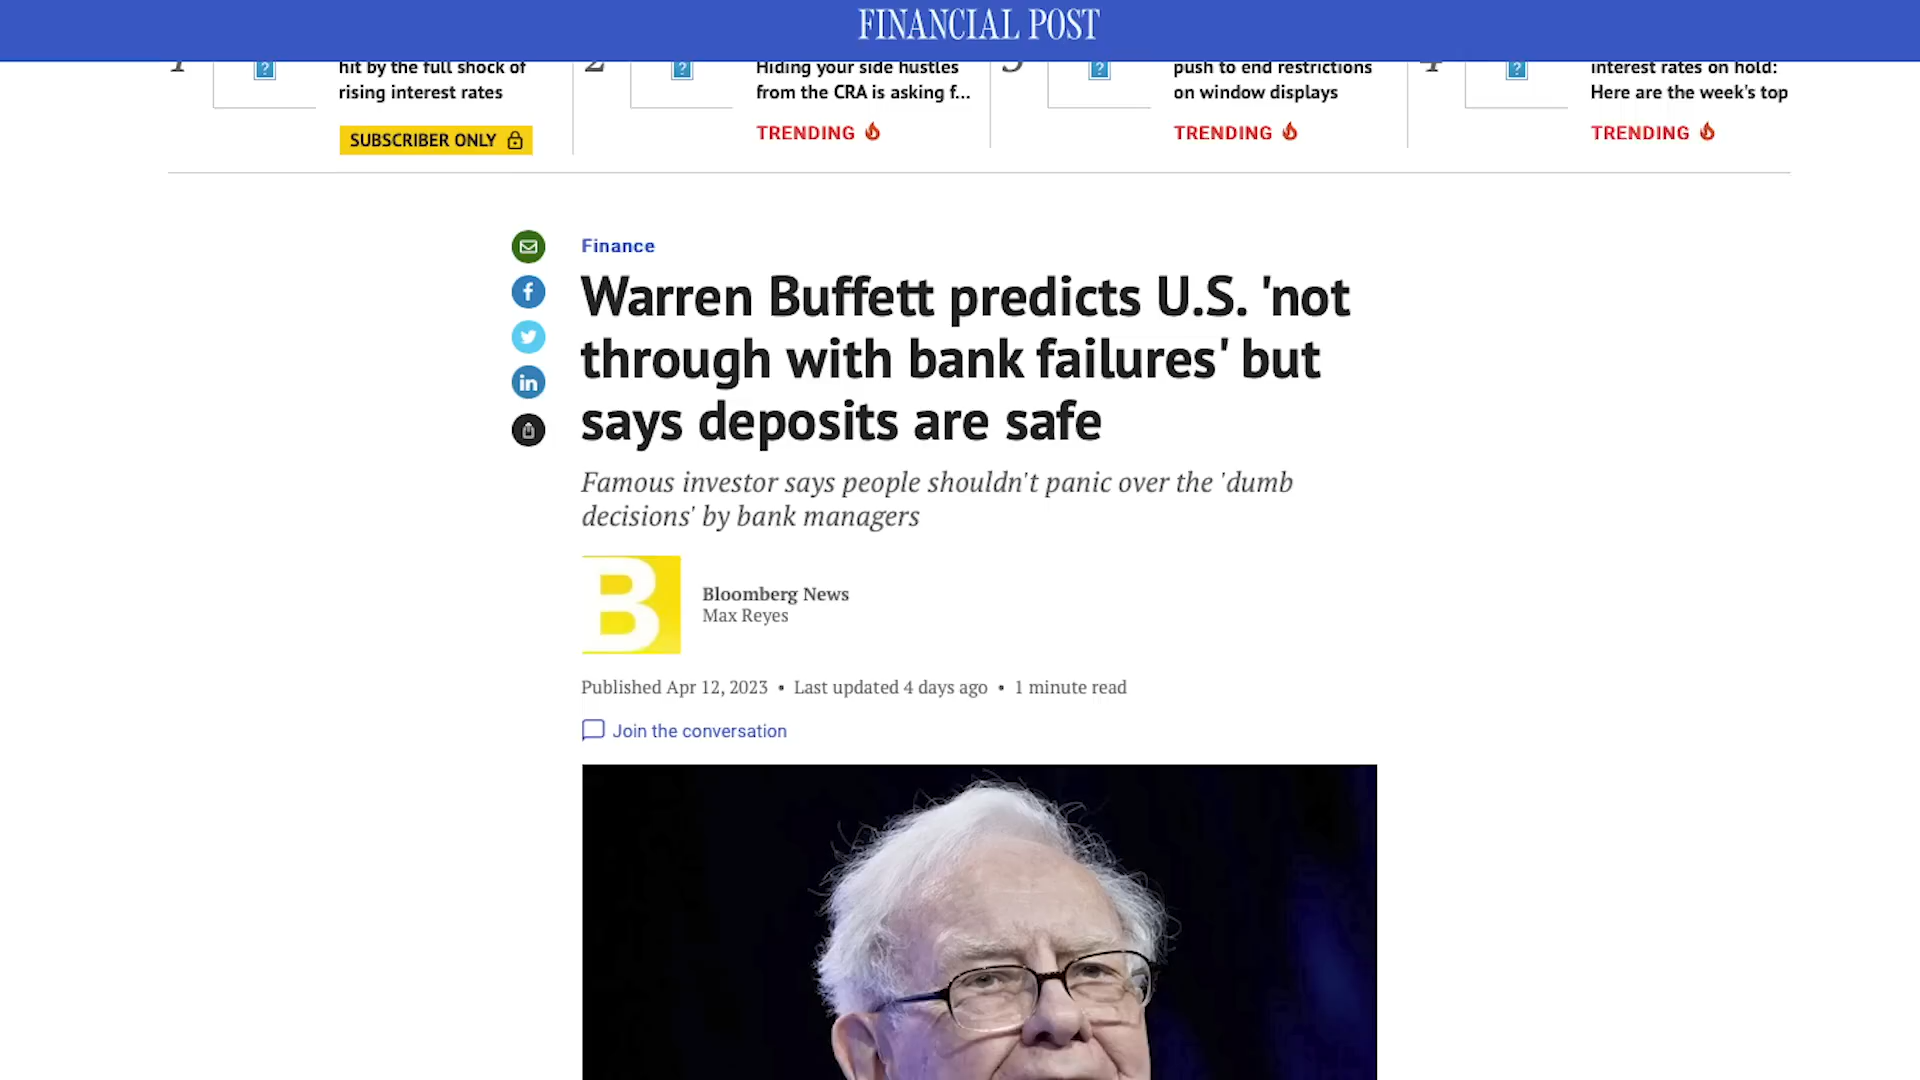 FINANCIAL POST
hit by the full shock of
rising interest rates
SUBSCRIBER ONLY
2
Hiding your side hustles
from the CRA is asking f...
TRENDING
push to end restrictions
on window displays
TRENDING
interest rates on hold:
Here are the week's top
TRENDING
Finance
Warren Buffett predicts U.S. 'not
through with bank failures' but
says deposits are safe
Famous investor says people shouldn't panic over the 'dumb
decisions' by bank managers
B
Bloomberg News
Max Reyes
Published Apr 12, 2023 • Last updated 4 days ago • 1 minute read
Join the conversation